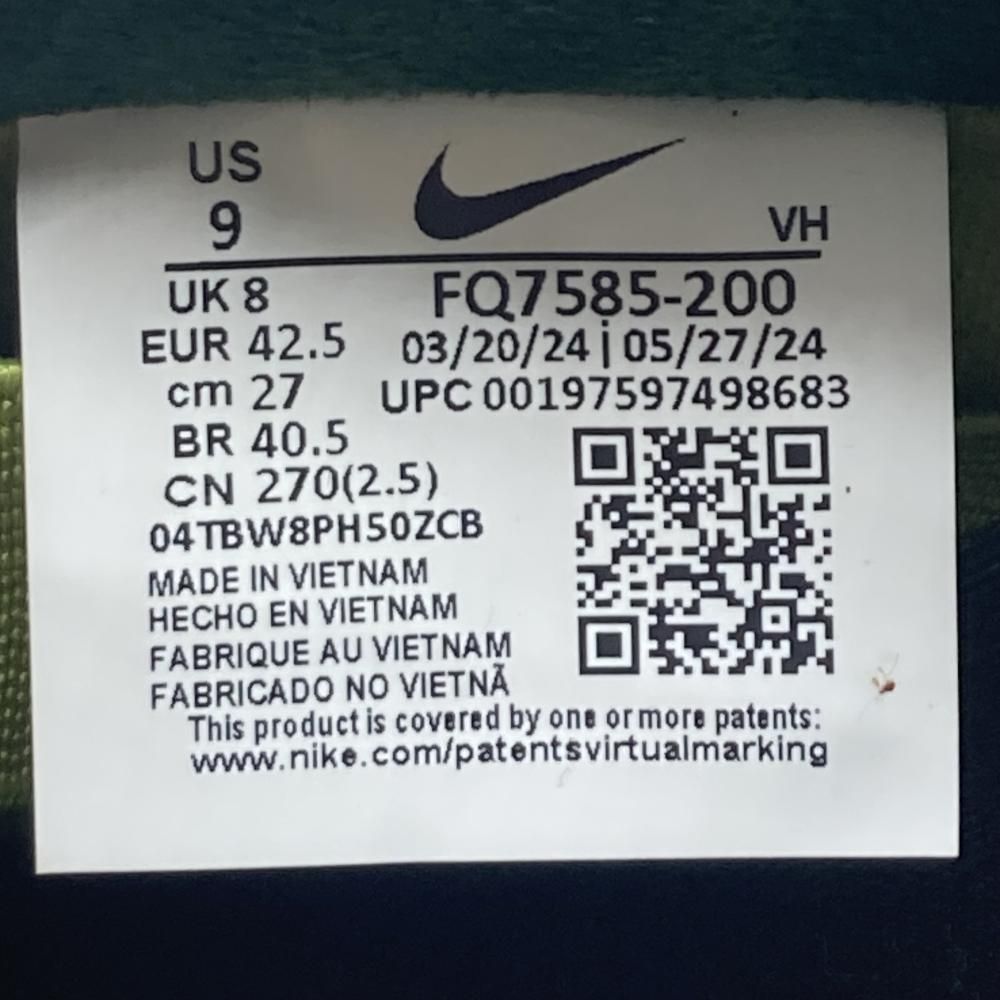 US
9
VH
UK 8
FQ7585-200
EUR 42.5
03/20/24 | 05/27/24
cm 27
UPC 00197597498683
BR 40.5
CN 270(2.5)
04TBW8PH50ZCB
MADE IN VIETNAM
HECHO EN VIETNAM
FABRIQUE AU VIETNAM
FABRICADO NO VIETNÃ
This product is covered by one or more patents:
www.nike.com/patentsvirtualmarking